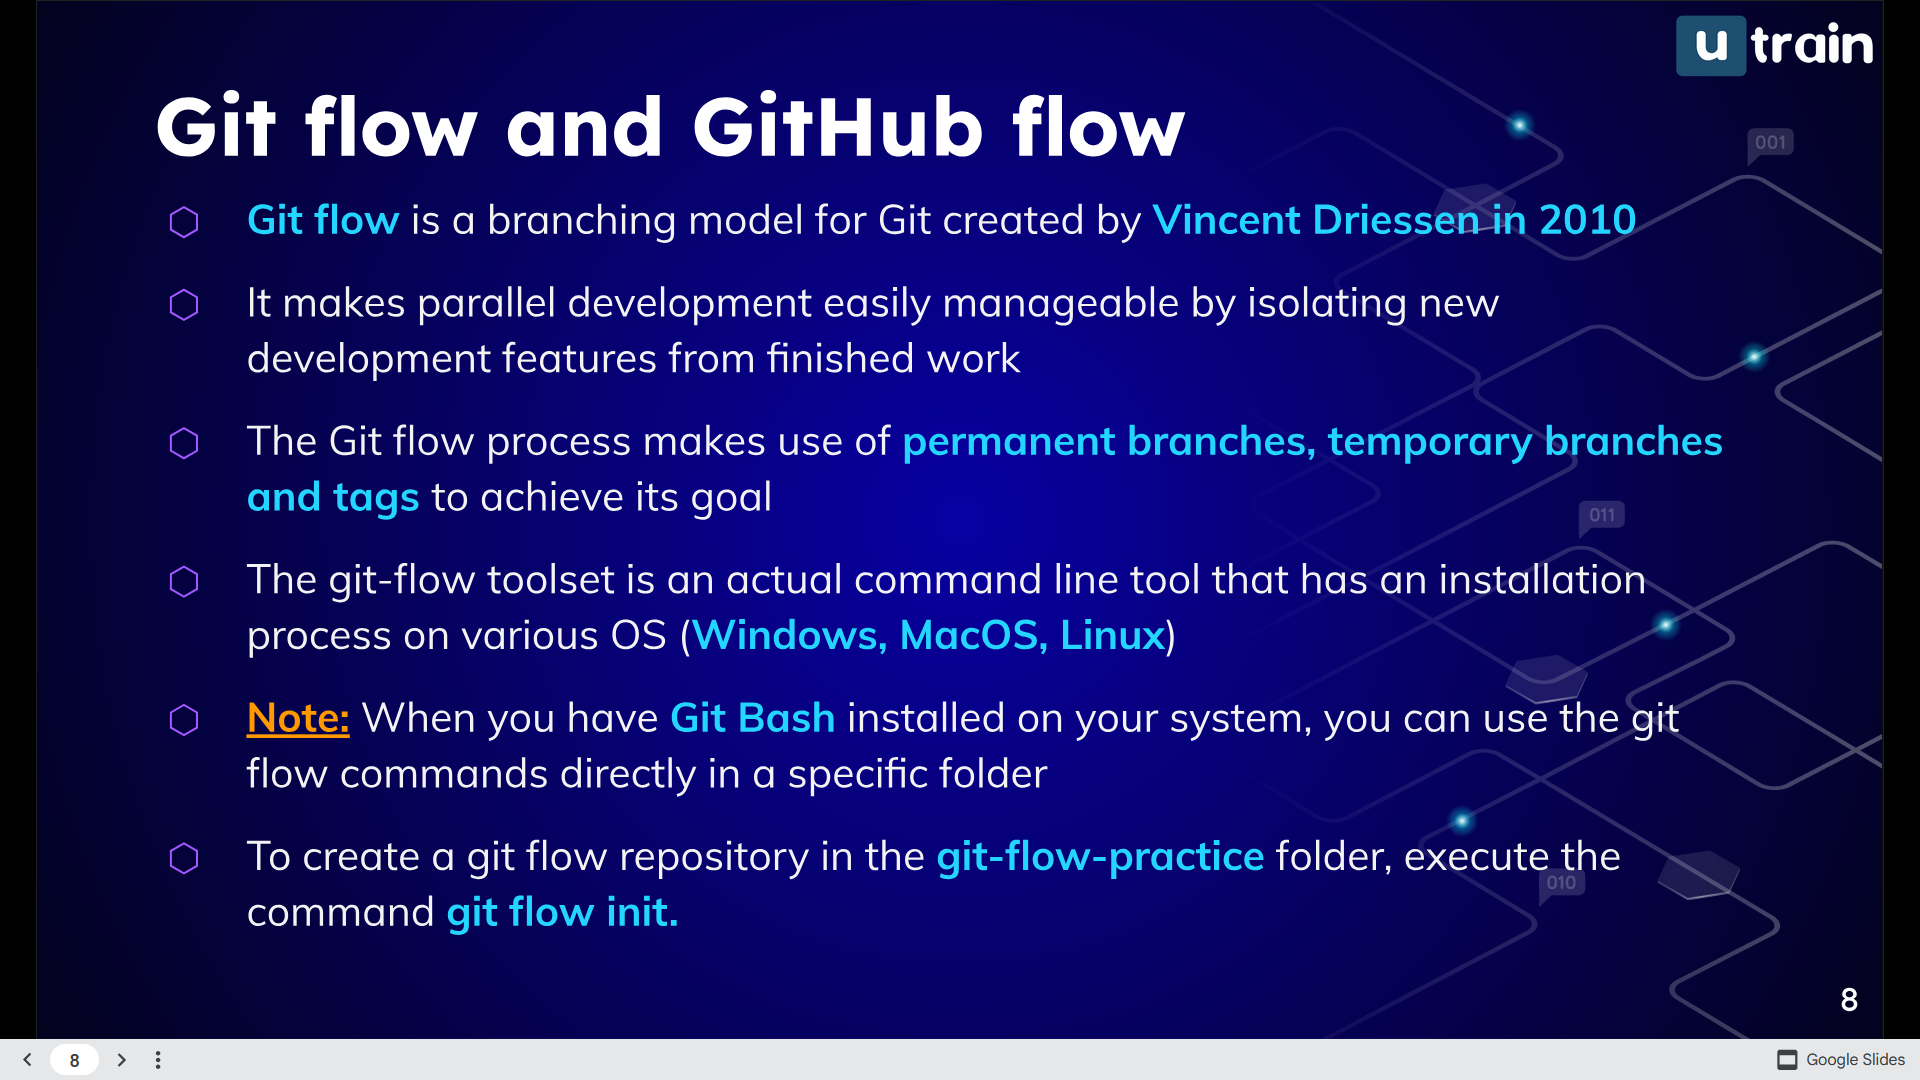 u train
Git flow and GitHub flow
001
Git flow is a branching model for Git created by Vincent Driessen in 2010
It makes parallel development easily manageable by isolating new
development features from finished work
The Git flow process makes use of permanent branches, temporary branches
and tags to achieve its goal
011
The git-flow toolset is an actual command line tool that has an installation
process on various OS (Windows, MacOS, Linux)
Note: When you have Git Bash installed on your system, you can use the git
flow commands directly in a specific folder
To create a git flow repository in the git-flow-practice folder, execute the
010
command git flow init.
8
8
Google Slides